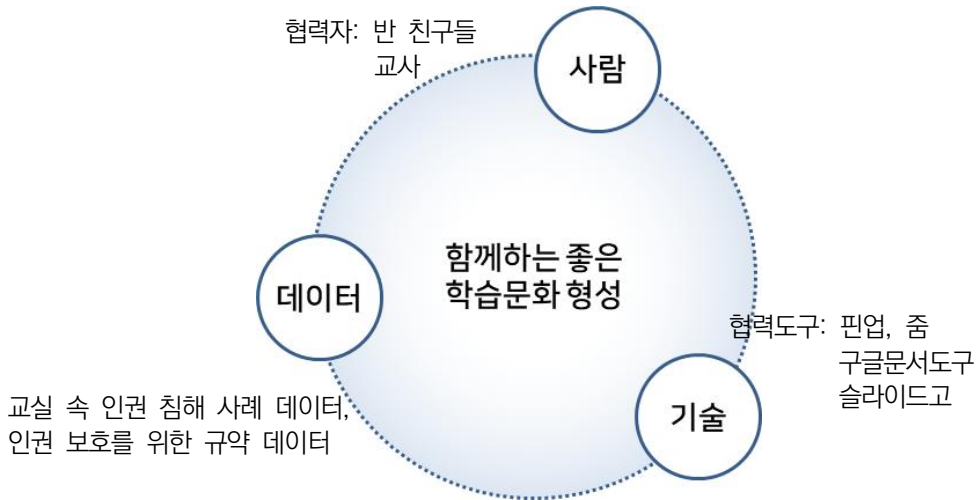 협력자: 반 친구들
교사
사람
함께하는 좋은
학습문화 형성
데이터
협력도구: 핀업, 줌
구글문서도구
슬라이드고
교실 속 인권 침해 사례 데이터,
인권 보호를 위한 규약 데이터
기술